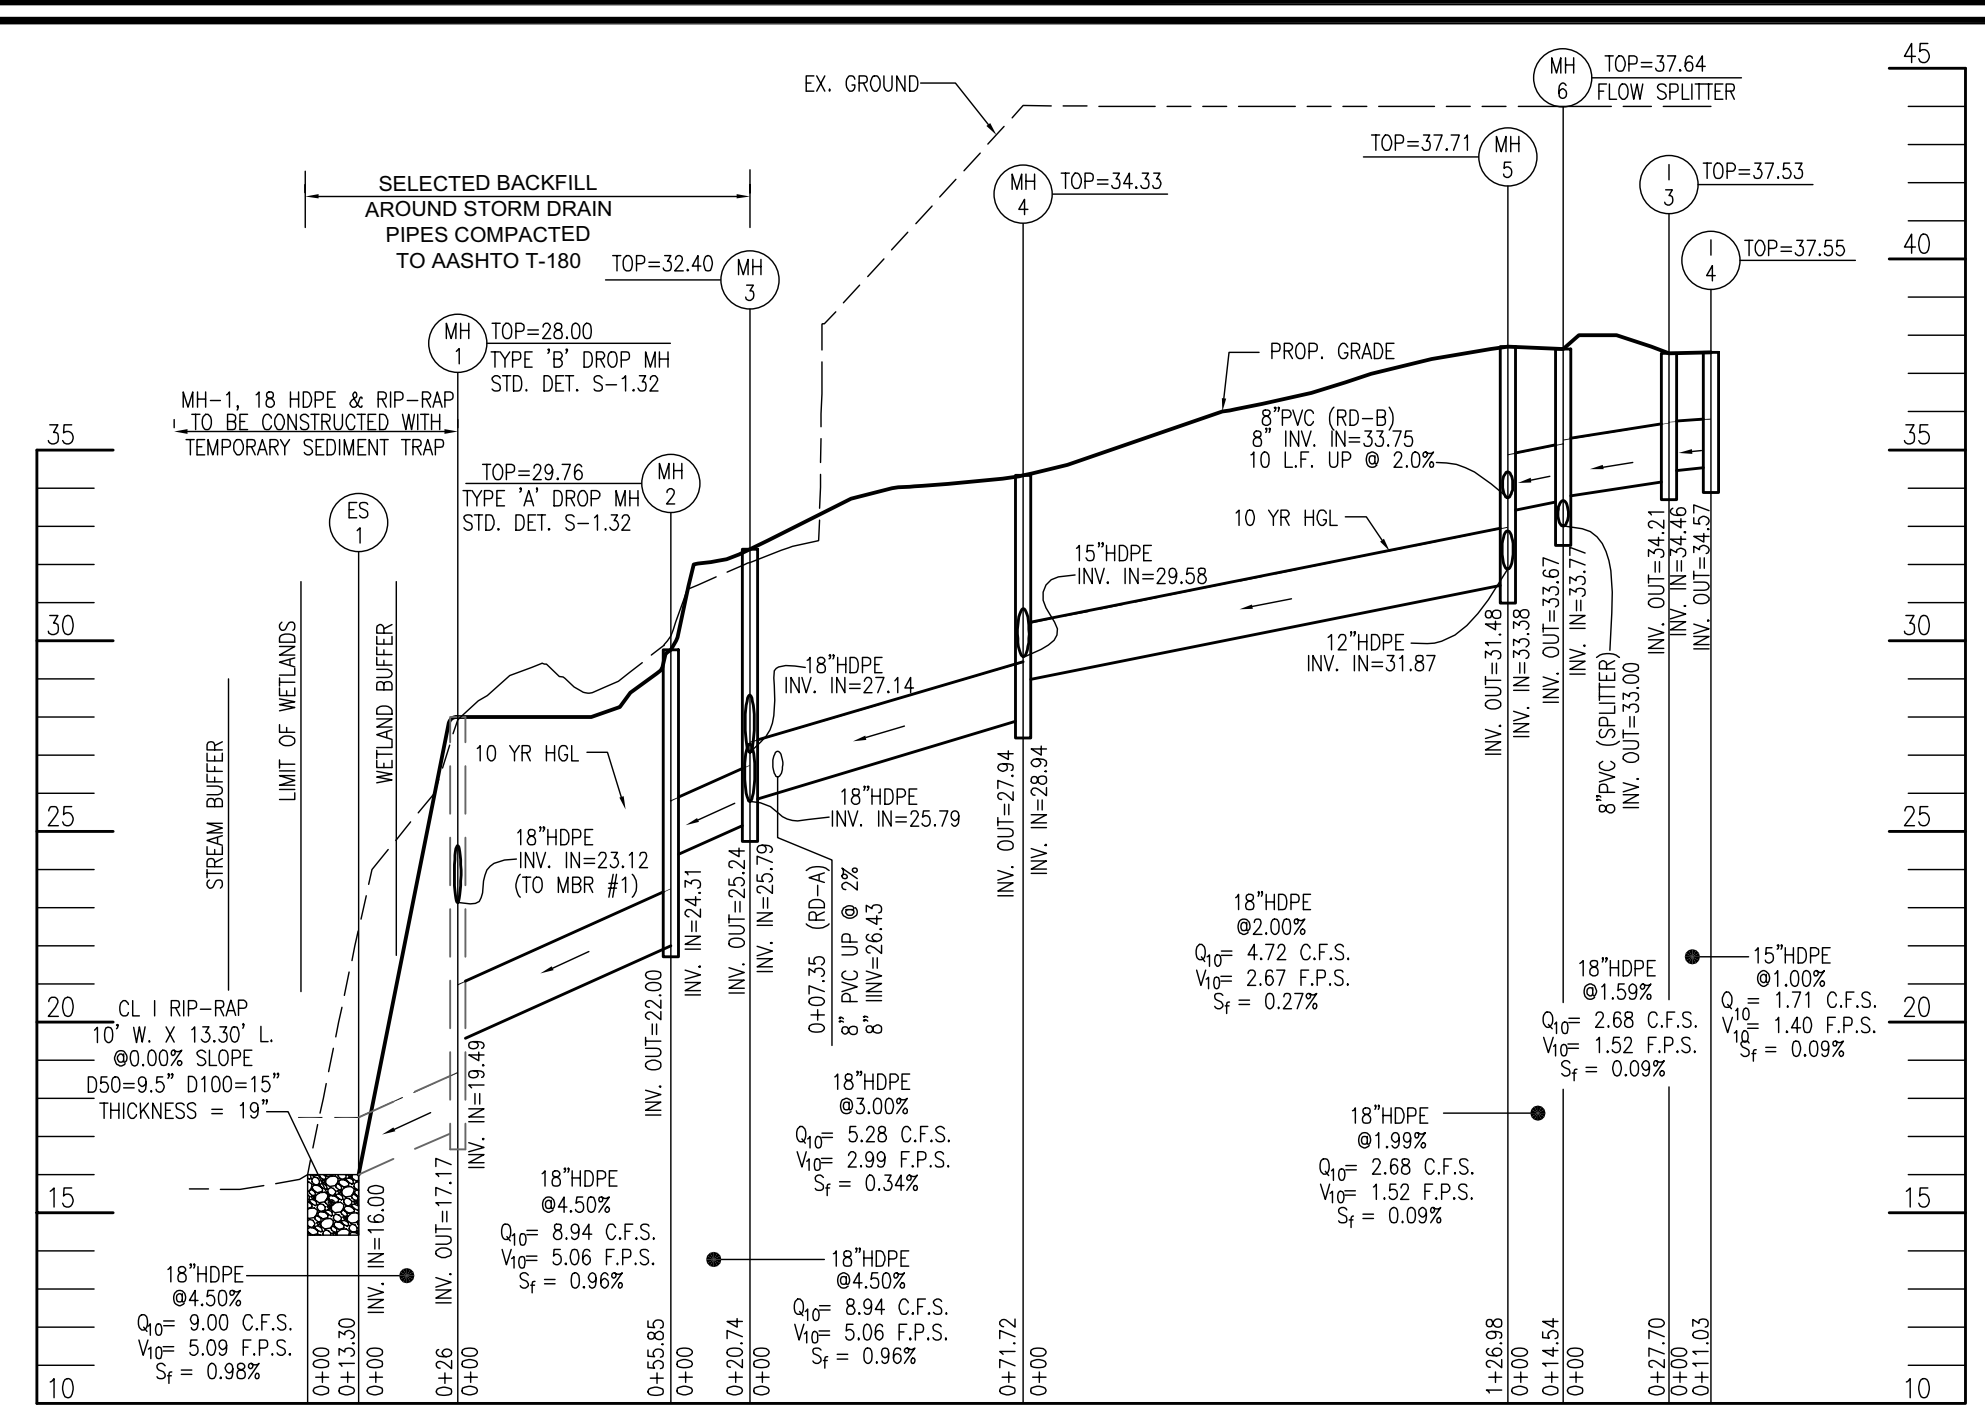 45
40
35
20
15
10
35
30
25
20
15
10
EX. GROUND
MH
6
TOP=37.64
FLOW SPLITTER
TOP=37.71
MH
5
I
3
TOP=37.53
I
4
TOP=37.55
MH
4
TOP=34.33
SELECTED BACKFILL
AROUND STORM DRAIN
PIPES COMPACTED
TO AASHTO T-180
TOP=32.40
MH
3
MH
1
TOP=28.00
TYPE 'B' DROP MH
STD. DET. S-1.32
MH-1, 18 HDPE & RIP-RAP
TO BE CONSTRUCTED WITH
TEMPORARY SEDIMENT TRAP
TOP=29.76
TYPE 'A' DROP MH
STD. DET. S-1.32
MH
2
ES
1
PROP. GRADE
8"PVC (RD-B)
8" INV. IN=33.75
10 L.F. UP @ 2.0%
10 YR HGL
15"HDPE
INV. IN=29.58
12"HDPE
INV. IN=31.87
30
25
18"HDPE
INV. IN=27.14
18"HDPE
INV. IN=25.79
10 YR HGL
18"HDPE
INV. IN=23.12
(TO MBR #1)
STREAM BUFFER
LIMIT OF WETLANDS
WETLAND BUFFER
INV. IN=16.00
INV. OUT=17.17
INV. IN=19.49
INV. OUT=22.00
INV. IN=24.31
INV. OUT=25.24
INV. IN=25.79
0+07.35 (RD-A)
8" PVC UP @ 2%
8" IINV=26.43
INV. OUT=27.94
INV. IN=28.94
INV. OUT=31.48
INV. IN=33.38
INV. OUT=33.67
INV. IN=33.77
8"PVC (SPLITTER)
INV. OUT=33.00
INV. OUT=34.21
INV. IN=34.46
INV. OUT=34.57
CL I RIP-RAP
10' W. X 13.30' L.
@0.00% SLOPE
D50=9.5" D100=15"
THICKNESS = 19"
18"HDPE
@4.50%
Q10= 9.00 C.F.S.
V10= 5.09 F.P.S.
Sf = 0.98%
18"HDPE
@4.50%
Q10= 8.94 C.F.S.
V10= 5.06 F.P.S.
Sf = 0.96%
18"HDPE
@3.00%
Q10= 5.28 C.F.S.
V10= 2.99 F.P.S.
Sf = 0.34%
18"HDPE
@4.50%
Q10= 8.94 C.F.S.
V10= 5.06 F.P.S.
Sf = 0.96%
18"HDPE
@2.00%
Q10= 4.72 C.F.S.
V10= 2.67 F.P.S.
Sf = 0.27%
18"HDPE
@1.99%
Q10= 2.68 C.F.S.
V10= 1.52 F.P.S.
Sf = 0.09%
18"HDPE
@1.59%
Q10= 2.68 C.F.S.
V10= 1.52 F.P.S.
Sf = 0.09%
15"HDPE
@1.00%
Q10= 1.71 C.F.S.
V10= 1.40 F.P.S.
Sf = 0.09%
0+00
0+13.30
0+00
0+26
0+00
0+55.85
0+00
0+20.74
0+00
0+71.72
0+00
1+26.98
0+00
0+14.54
0+00
0+27.70
0+00
0+11.03